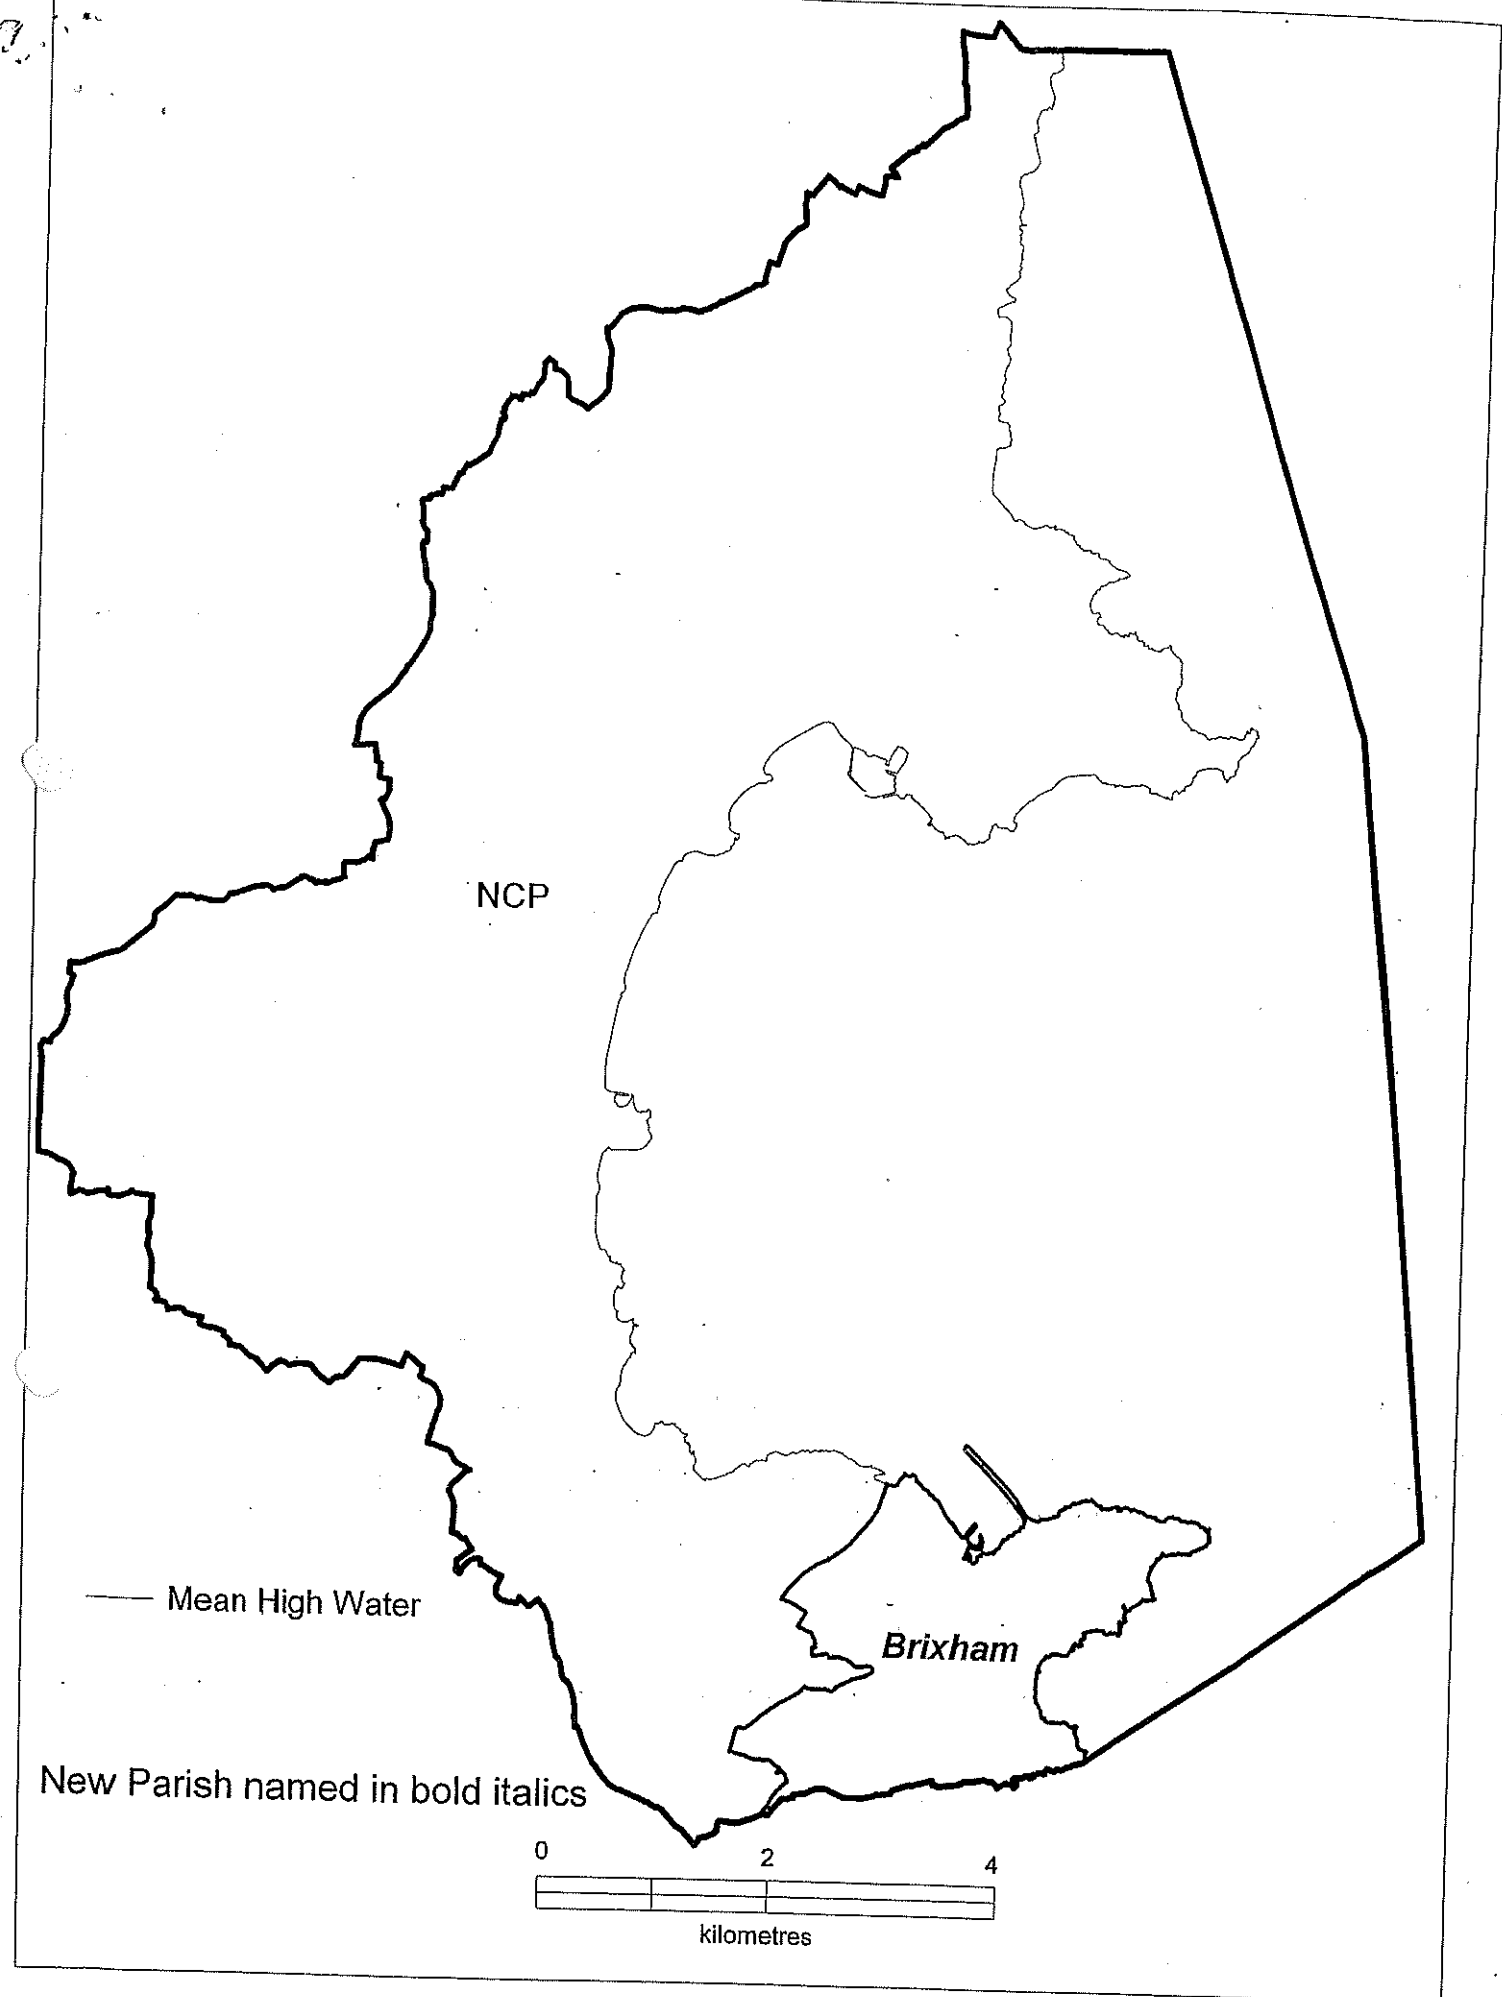 NCP
Mean High Water
Brixham
New Parish named in bold italics
0 2 4
kilometres